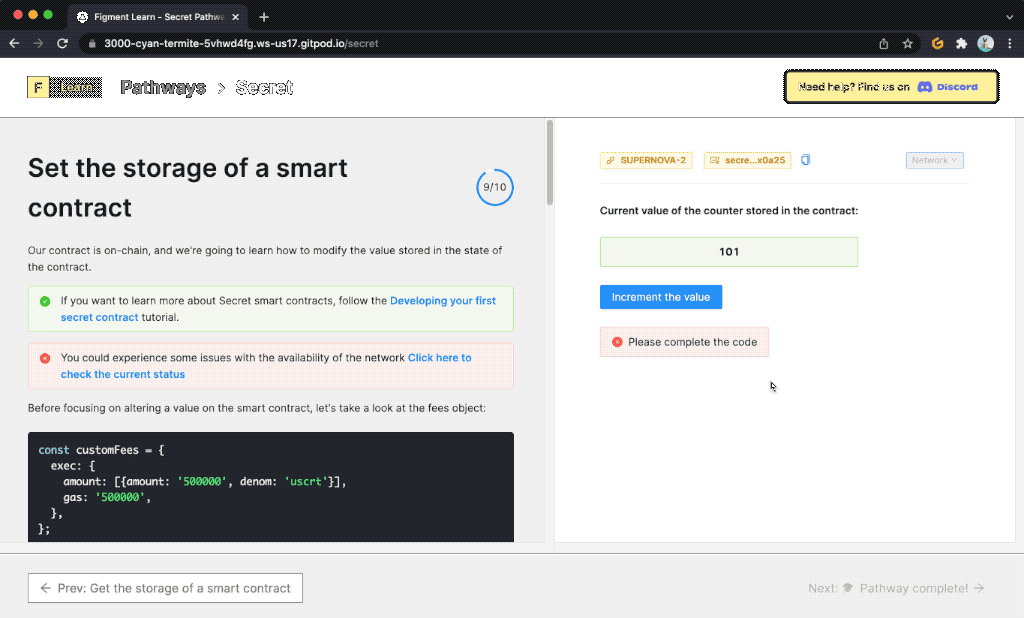 Figment Learn - Secret Pathwa
3000-cyan-termite-5vhwd4fg.ws-us17.gitpod.io/secret
F Learn
Pathways > Secret
Need help? Find us on Discord
Set the storage of a smart
contract
9/10
Our contract is on-chain, and we're going to learn how to modify the value stored in the state of
the contract.
If you want to learn more about Secret smart contracts, follow the Developing your first
secret contract tutorial.
You could experience some issues with the availability of the network Click here to
check the current status
Before focusing on altering a value on the smart contract, let's take a look at the fees object:
const customFees = {
exec: {
amount: [{amount: '500000', denom: 'uscrt'}],
gas: '500000',
},
};
SUPERNOVA-2
secre...x0a25
Network
Current value of the counter stored in the contract:
101
Increment the value
Please complete the code
Prev: Get the storage of a smart contract
Next: Pathway complete!